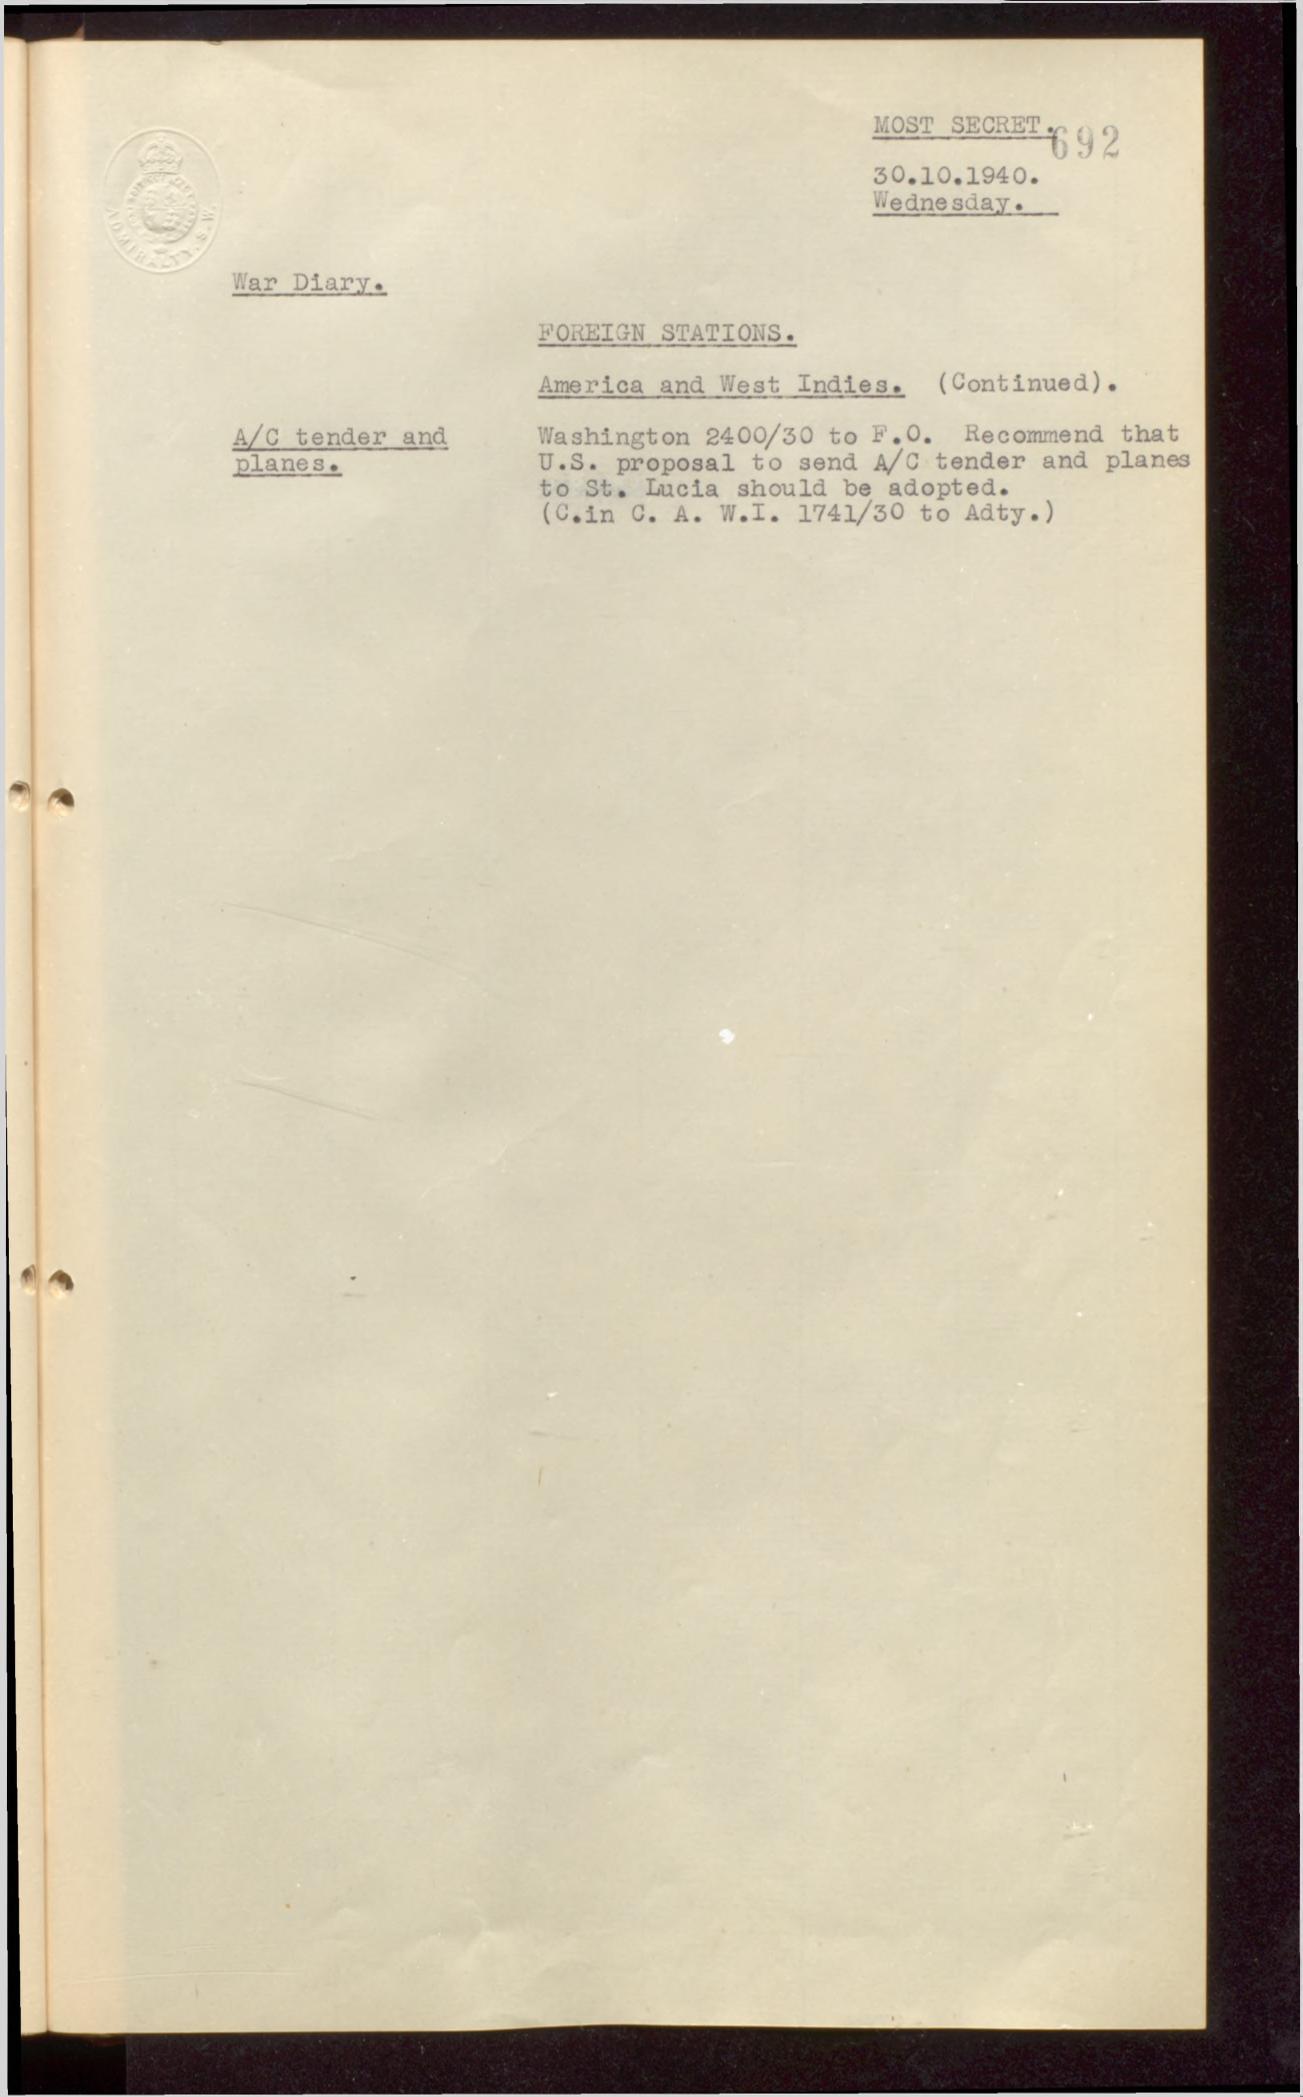 MOST SECRET.
692
30.10.1940.
Wednesday.
ADMIRALTY. S.W.
War Diary.
FOREIGN STATIONS.
America and West Indies. (Continued).
A/C tender and
planes.
Washington 2400/30 to F.O. Recommend that
U.S. proposal to send A/C tender and planes
to St. Lucia should be adopted.
(C.in C. A. W.I. 1741/30 to Adty.)